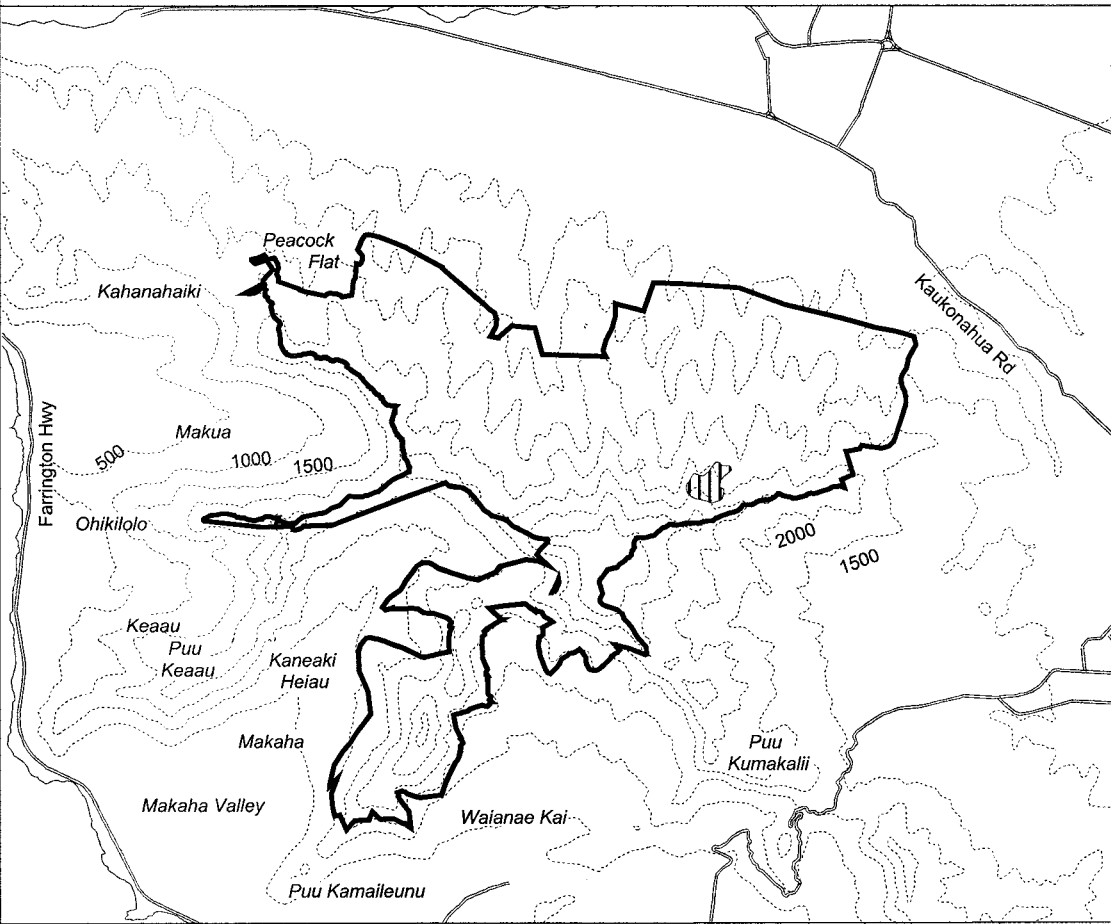 Peacock
Flat
Kahanahaiki
Kaukonahua Rd
Farrington Hwy
Makua
500
1000
1500
Ohikilolo
2000
1500
Keaau
Puu
Keaau
Kaneaki
Heiau
Makaha
Puu
Kumakalii
Makaha Valley
Waianae Kai
Puu Kamaileunu